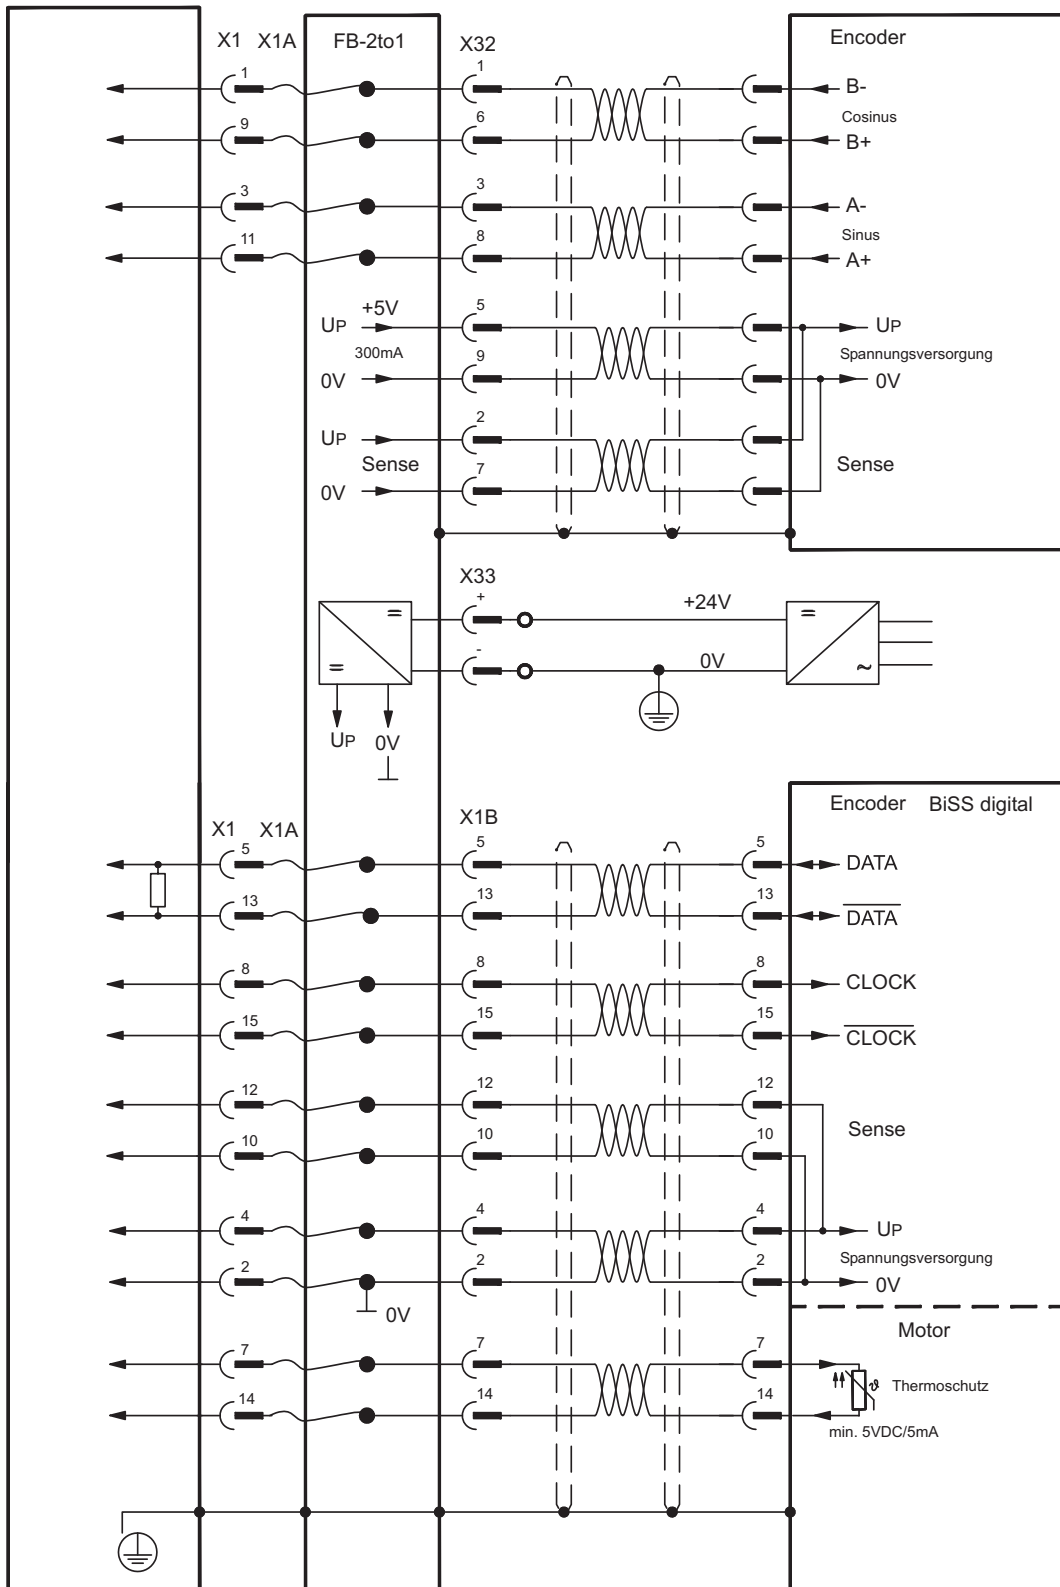 X1 X1A FB-2to1 X32 Encoder
1 1 B-
Cosinus
9 6 B+
3 3 A-
Sinus
11 8 A+
UP +5V 5 UP
300mA Spannungsversorgung
0V 9 0V
UP 2
Sense Sense
0V 7
X33
+ +24V
=
= - 0V ~
=
UP 0V
Encoder BiSS digital
X1 X1A X1B
5 5 5 DATA
13 13 13 DATA
8 8 8 CLOCK
15 15 15 CLOCK
12 12 12
Sense
10 10 10
4 4 4 UP
Spannungsversorgung
2 2 2 0V
0V
Motor
7 7 7
ϑ Thermoschutz
14 14 14
min. 5VDC/5mA